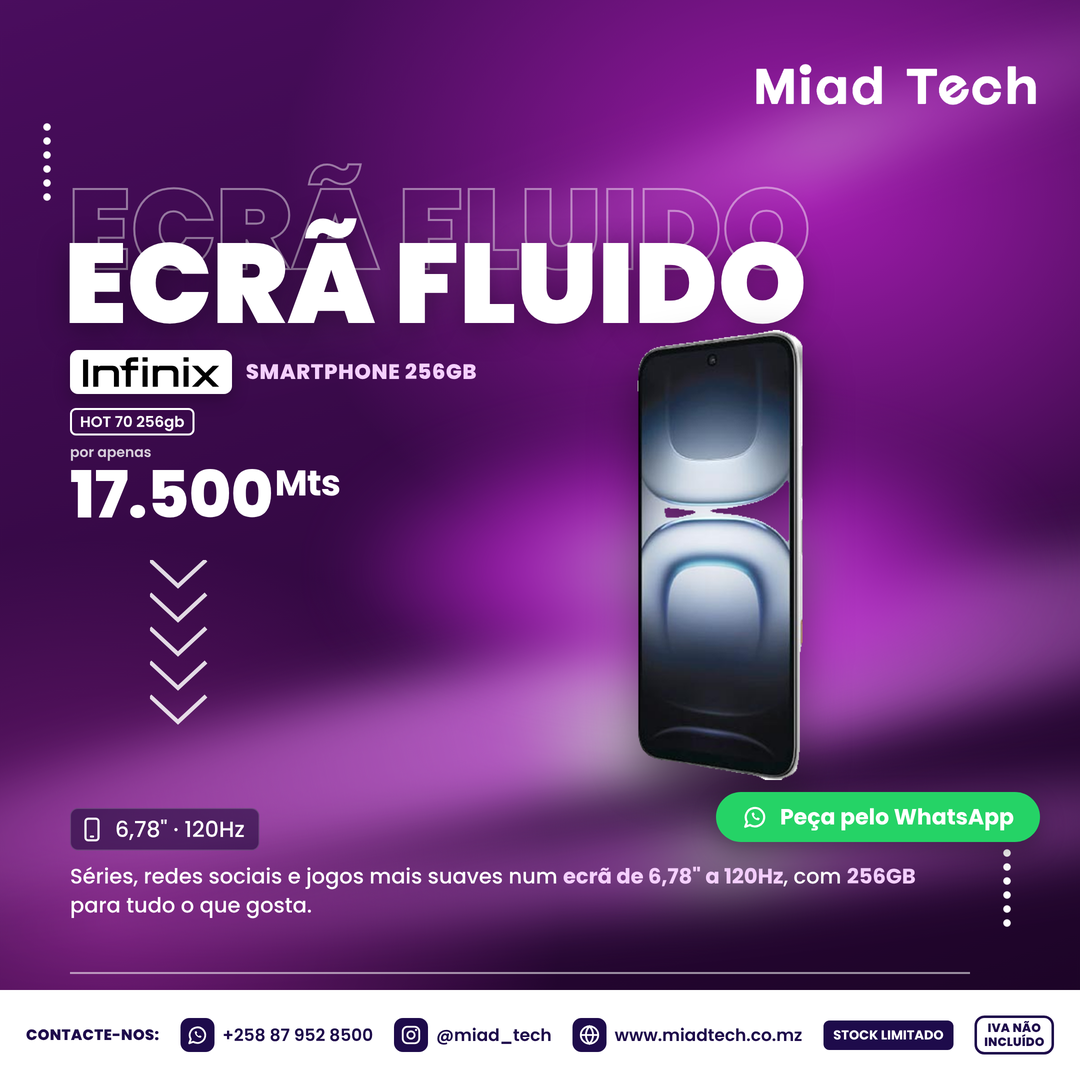 Miad Tech
ECRÃ FLUIDO
ECRÃ FLUIDO
Infinix SMARTPHONE 256GB
HOT 70 256gb
por apenas
17.500Mts
6,78" · 120Hz
Peça pelo WhatsApp
Séries, redes sociais e jogos mais suaves num ecrã de 6,78" a 120Hz, com 256GB
para tudo o que gosta.
CONTACTE-NOS: +258 87 952 8500 @miad_tech www.miadtech.co.mz STOCK LIMITADO IVA NÃO
INCLUÍDO